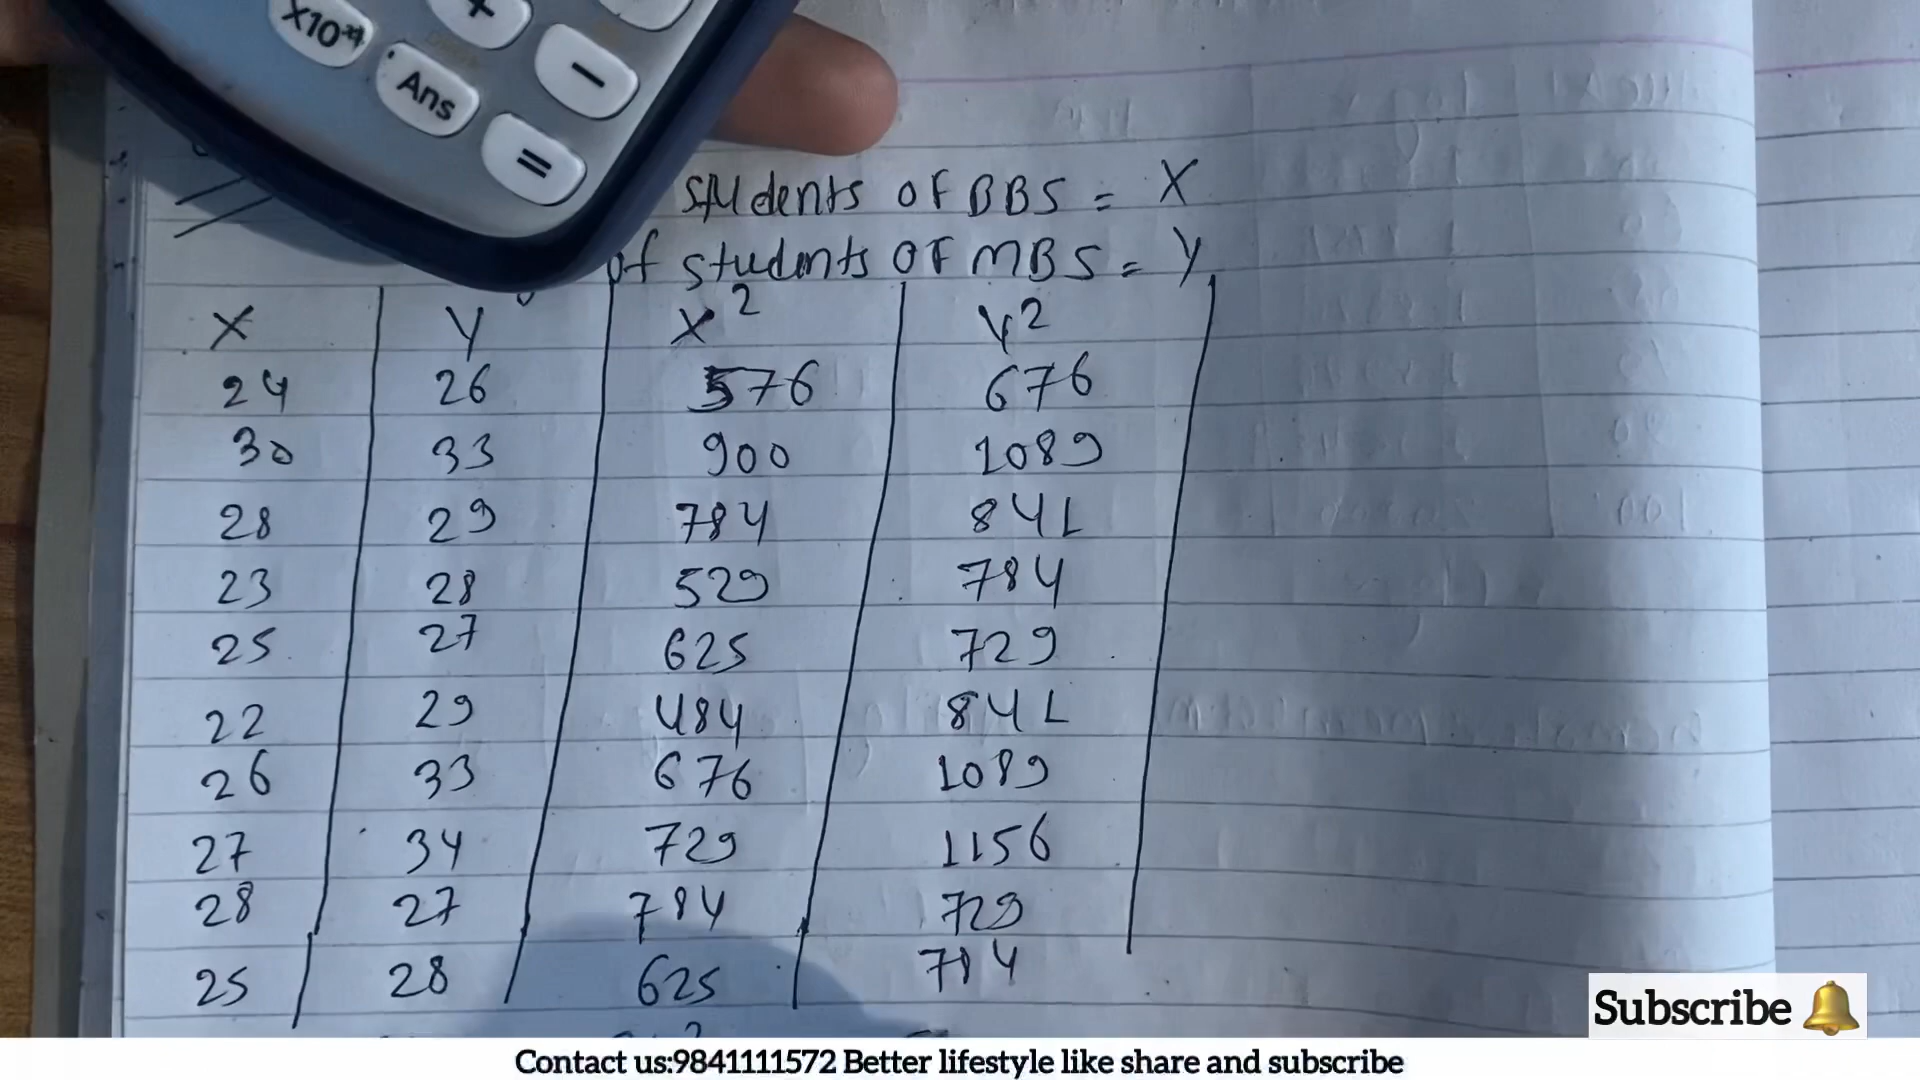 ×10ˣ
+
−
Ans
=
students OF BBS = X
of students OF MBS = Y
X Y X² Y²
24 26 576 676
30 33 900 1089
28 29 784 841
23 28 529 784
25 27 625 729
22 29 484 841
26 33 676 1089
27 34 729 1156
28 27 784 729
25 28 625 784
Subscribe
Contact us:9841111572 Better lifestyle like share and subscribe